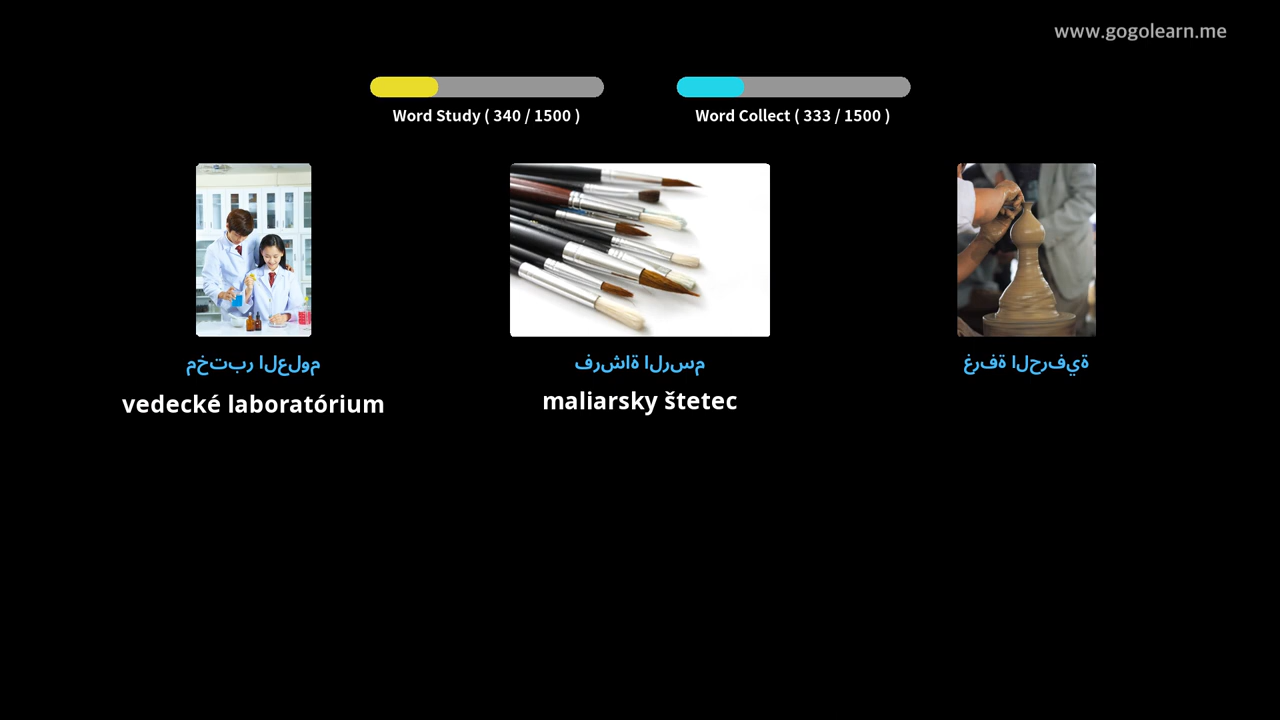 www.gogolearn.me
Word Study ( 340 / 1500 )
Word Collect ( 333 / 1500 )
مختبر العلوم
فرشاة الرسم
غرفة الحرفية
vedecké laboratórium
maliarsky štetec